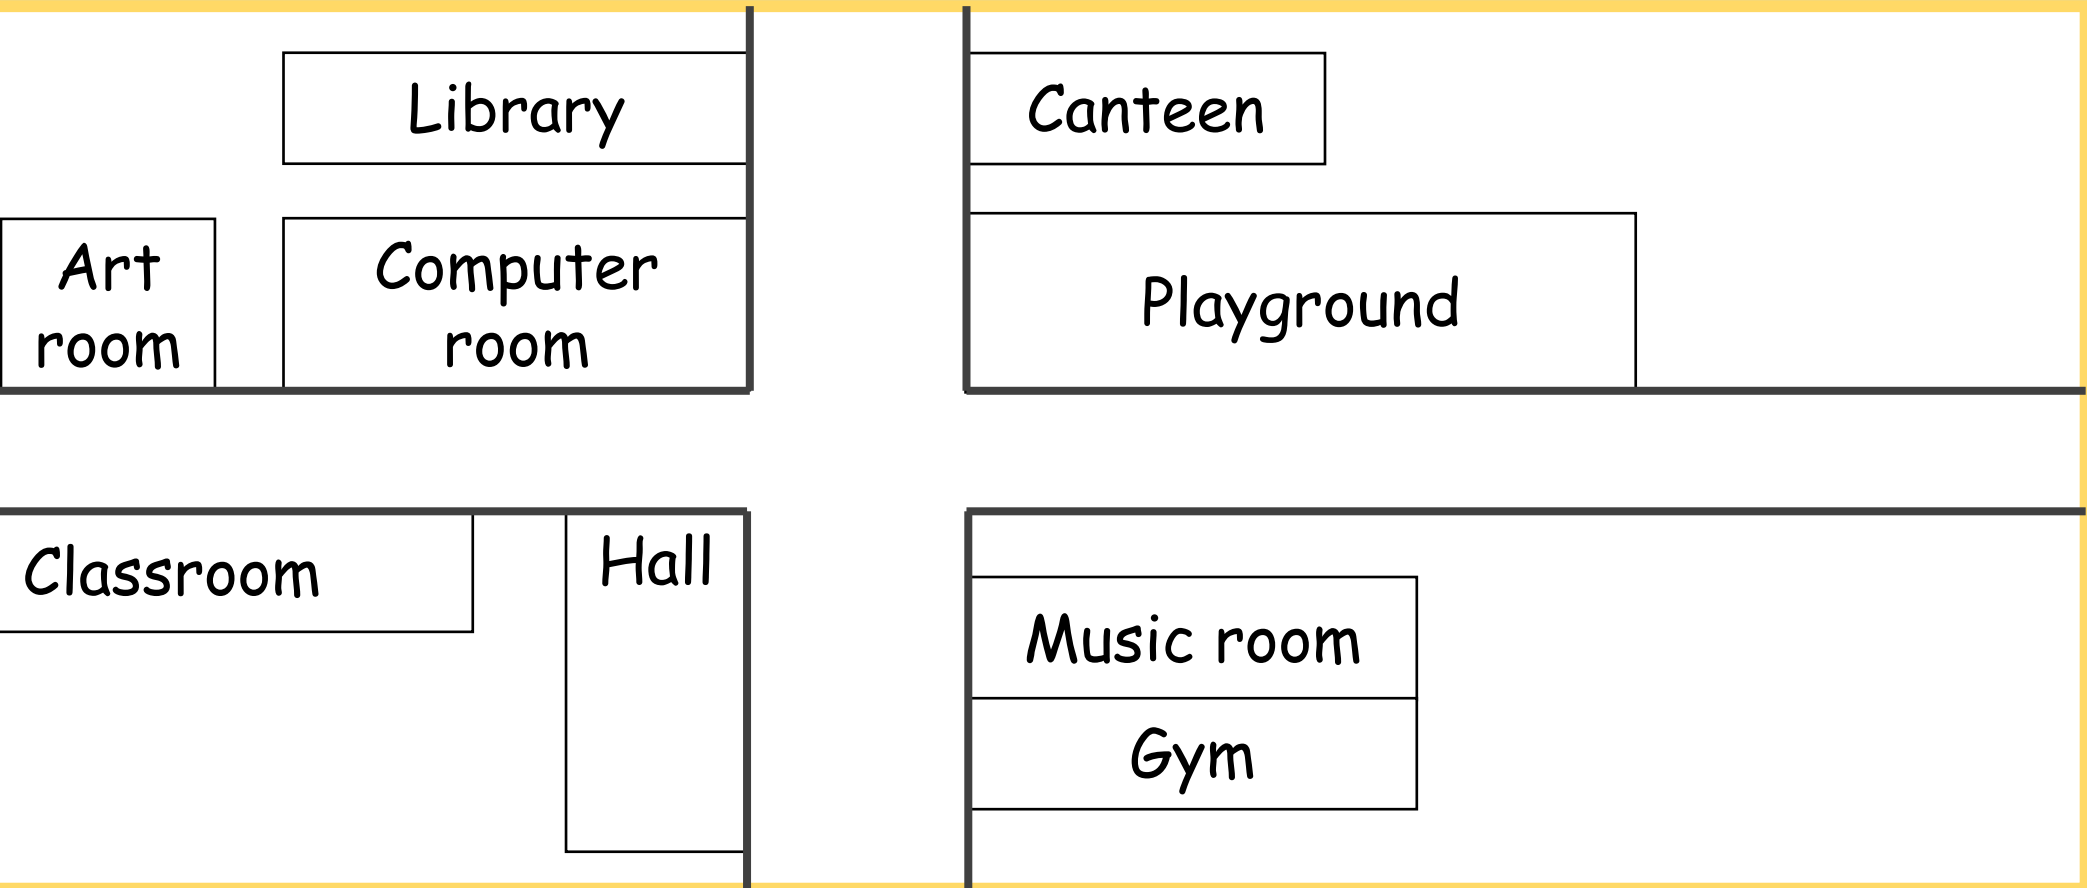 Library
Canteen
Art
room
Computer
room
Playground
Classroom
Hall
Music room
Gym